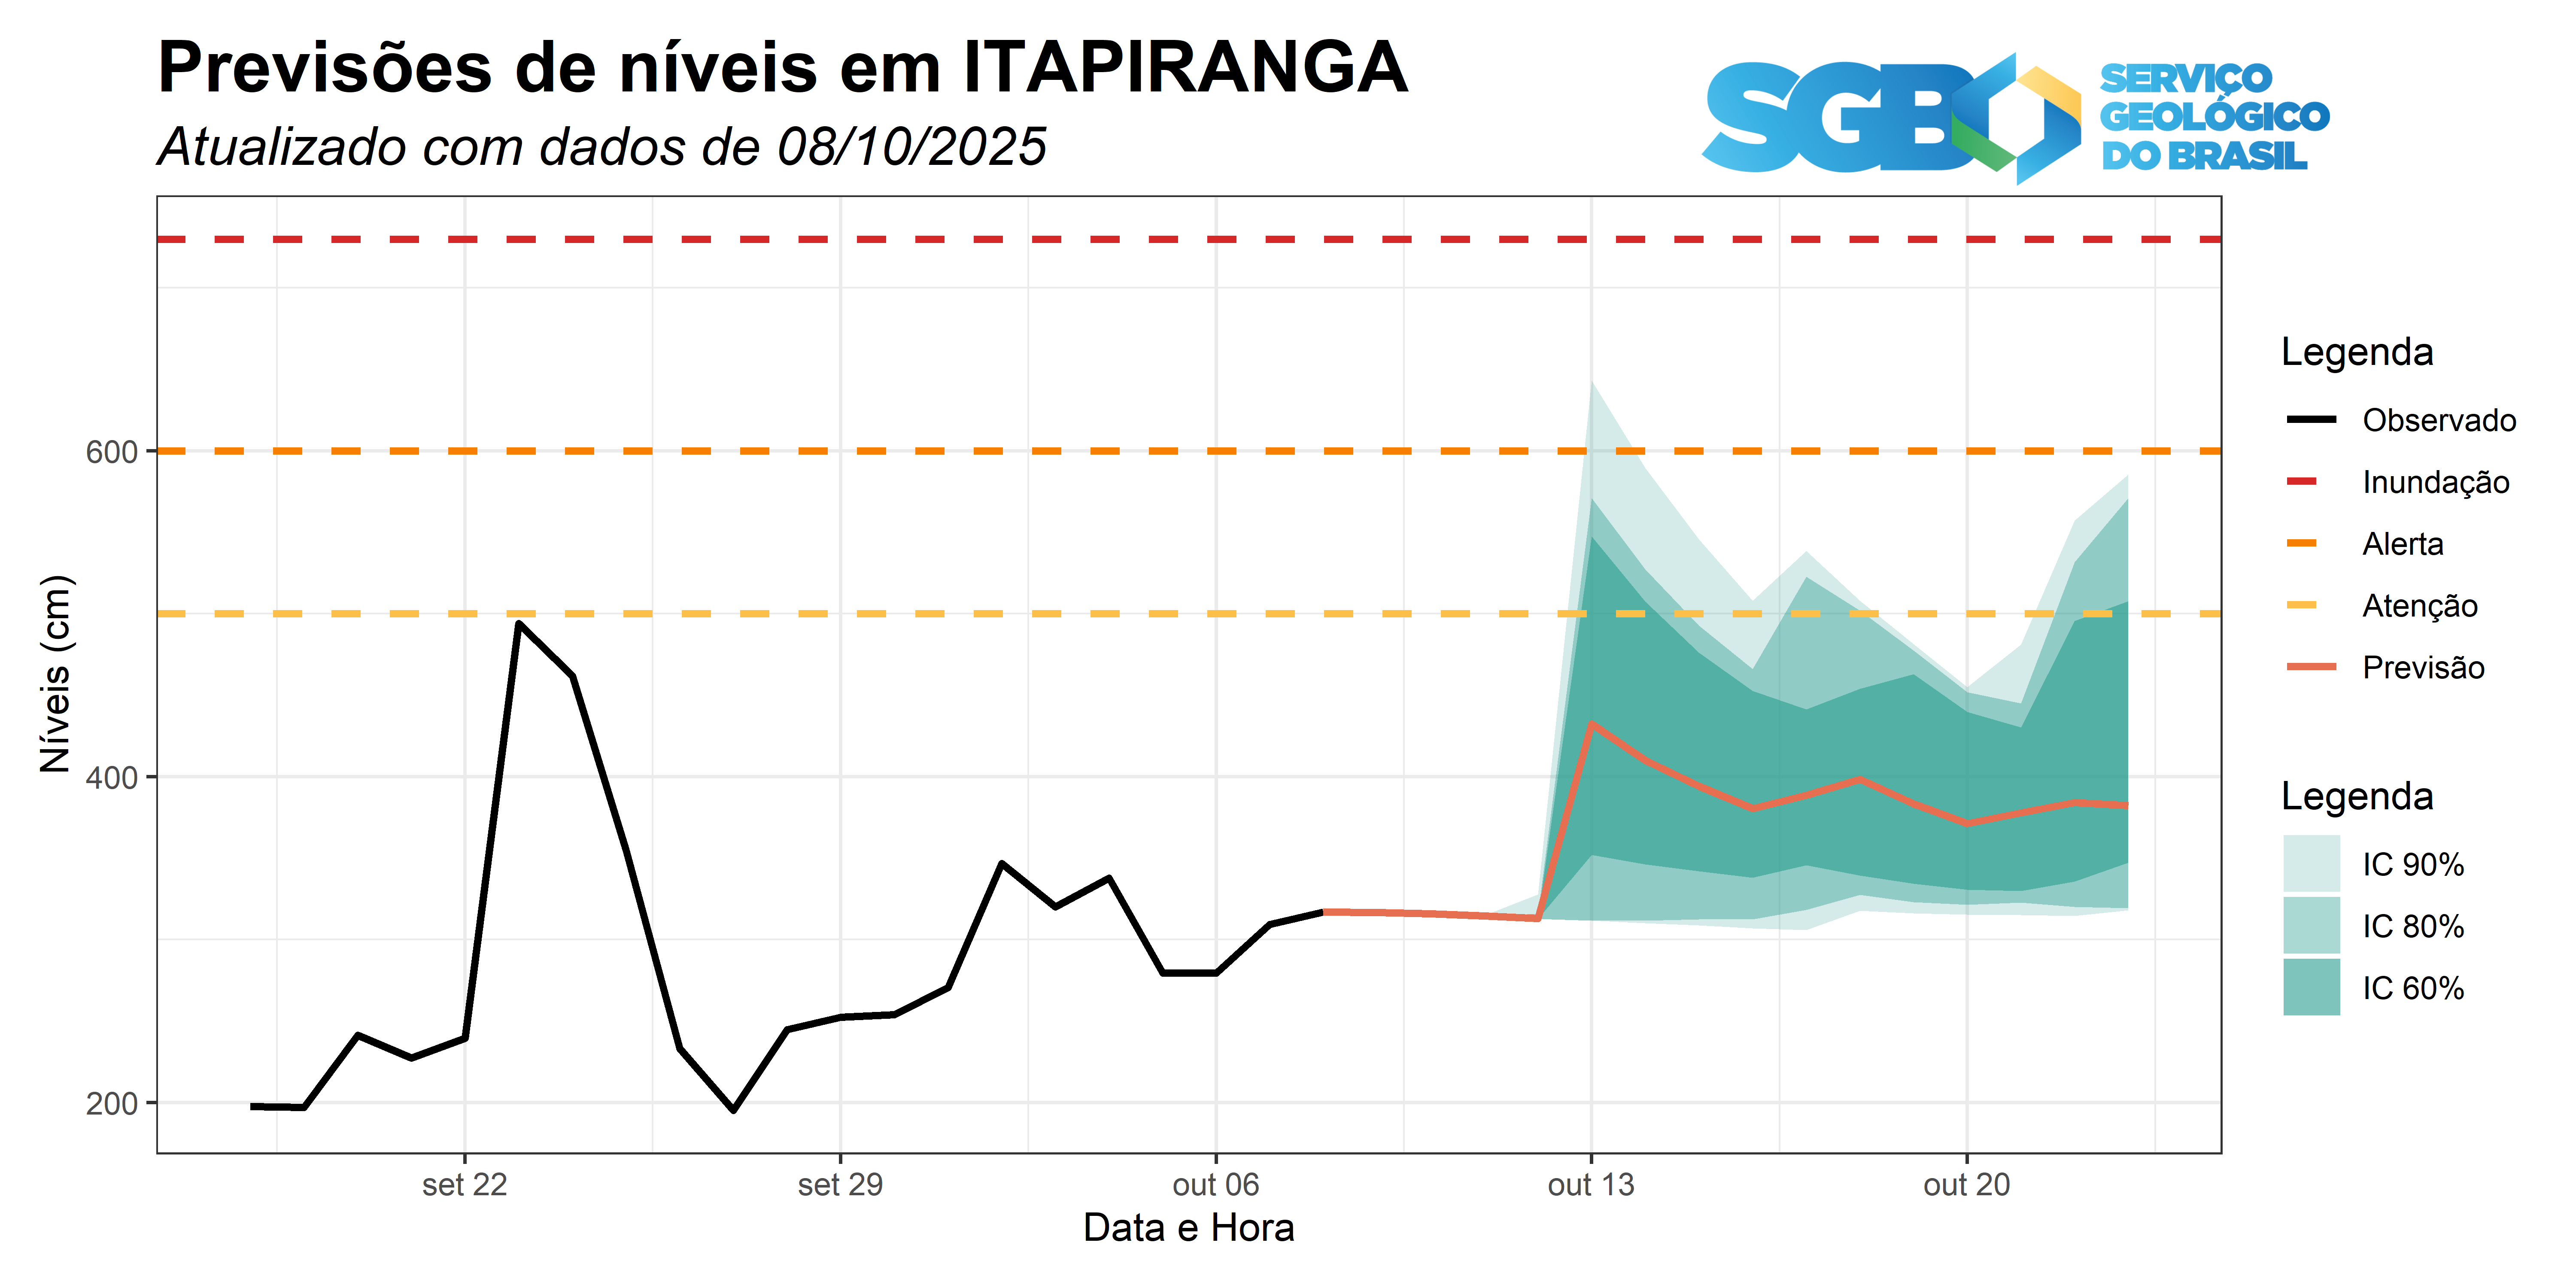 Previsões de níveis em ITAPIRANGA
Atualizado com dados de 08/10/2025
SGB
SERVIÇO
GEOLÓGICO
DO BRASIL
Níveis (cm)
600
400
200
set 22
set 29
out 06
out 13
out 20
Data e Hora
Legenda
Observado
Inundação
Alerta
Atenção
Previsão
Legenda
IC 90%
IC 80%
IC 60%